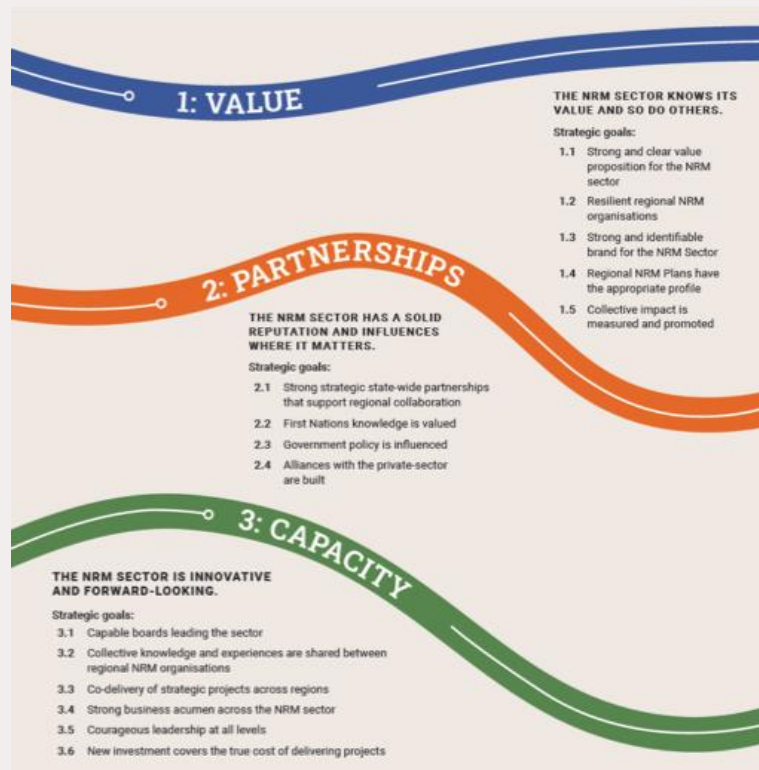 1: VALUE
THE NRM SECTOR KNOWS ITS
VALUE AND SO DO OTHERS.
Strategic goals:
1.1 Strong and clear value
proposition for the NRM
sector
1.2 Resilient regional NRM
organisations
1.3 Strong and identifiable
brand for the NRM Sector
1.4 Regional NRM Plans have
the appropriate profile
1.5 Collective impact is
measured and promoted
2: PARTNERSHIPS
THE NRM SECTOR HAS A SOLID
REPUTATION AND INFLUENCES
WHERE IT MATTERS.
Strategic goals:
2.1 Strong strategic state-wide partnerships
that support regional collaboration
2.2 First Nations knowledge is valued
2.3 Government policy is influenced
2.4 Alliances with the private-sector
are built
3: CAPACITY
THE NRM SECTOR IS INNOVATIVE
AND FORWARD-LOOKING.
Strategic goals:
3.1 Capable boards leading the sector
3.2 Collective knowledge and experiences are shared between
regional NRM organisations
3.3 Co-delivery of strategic projects across regions
3.4 Strong business acumen across the NRM sector
3.5 Courageous leadership at all levels
3.6 New investment covers the true cost of delivering projects